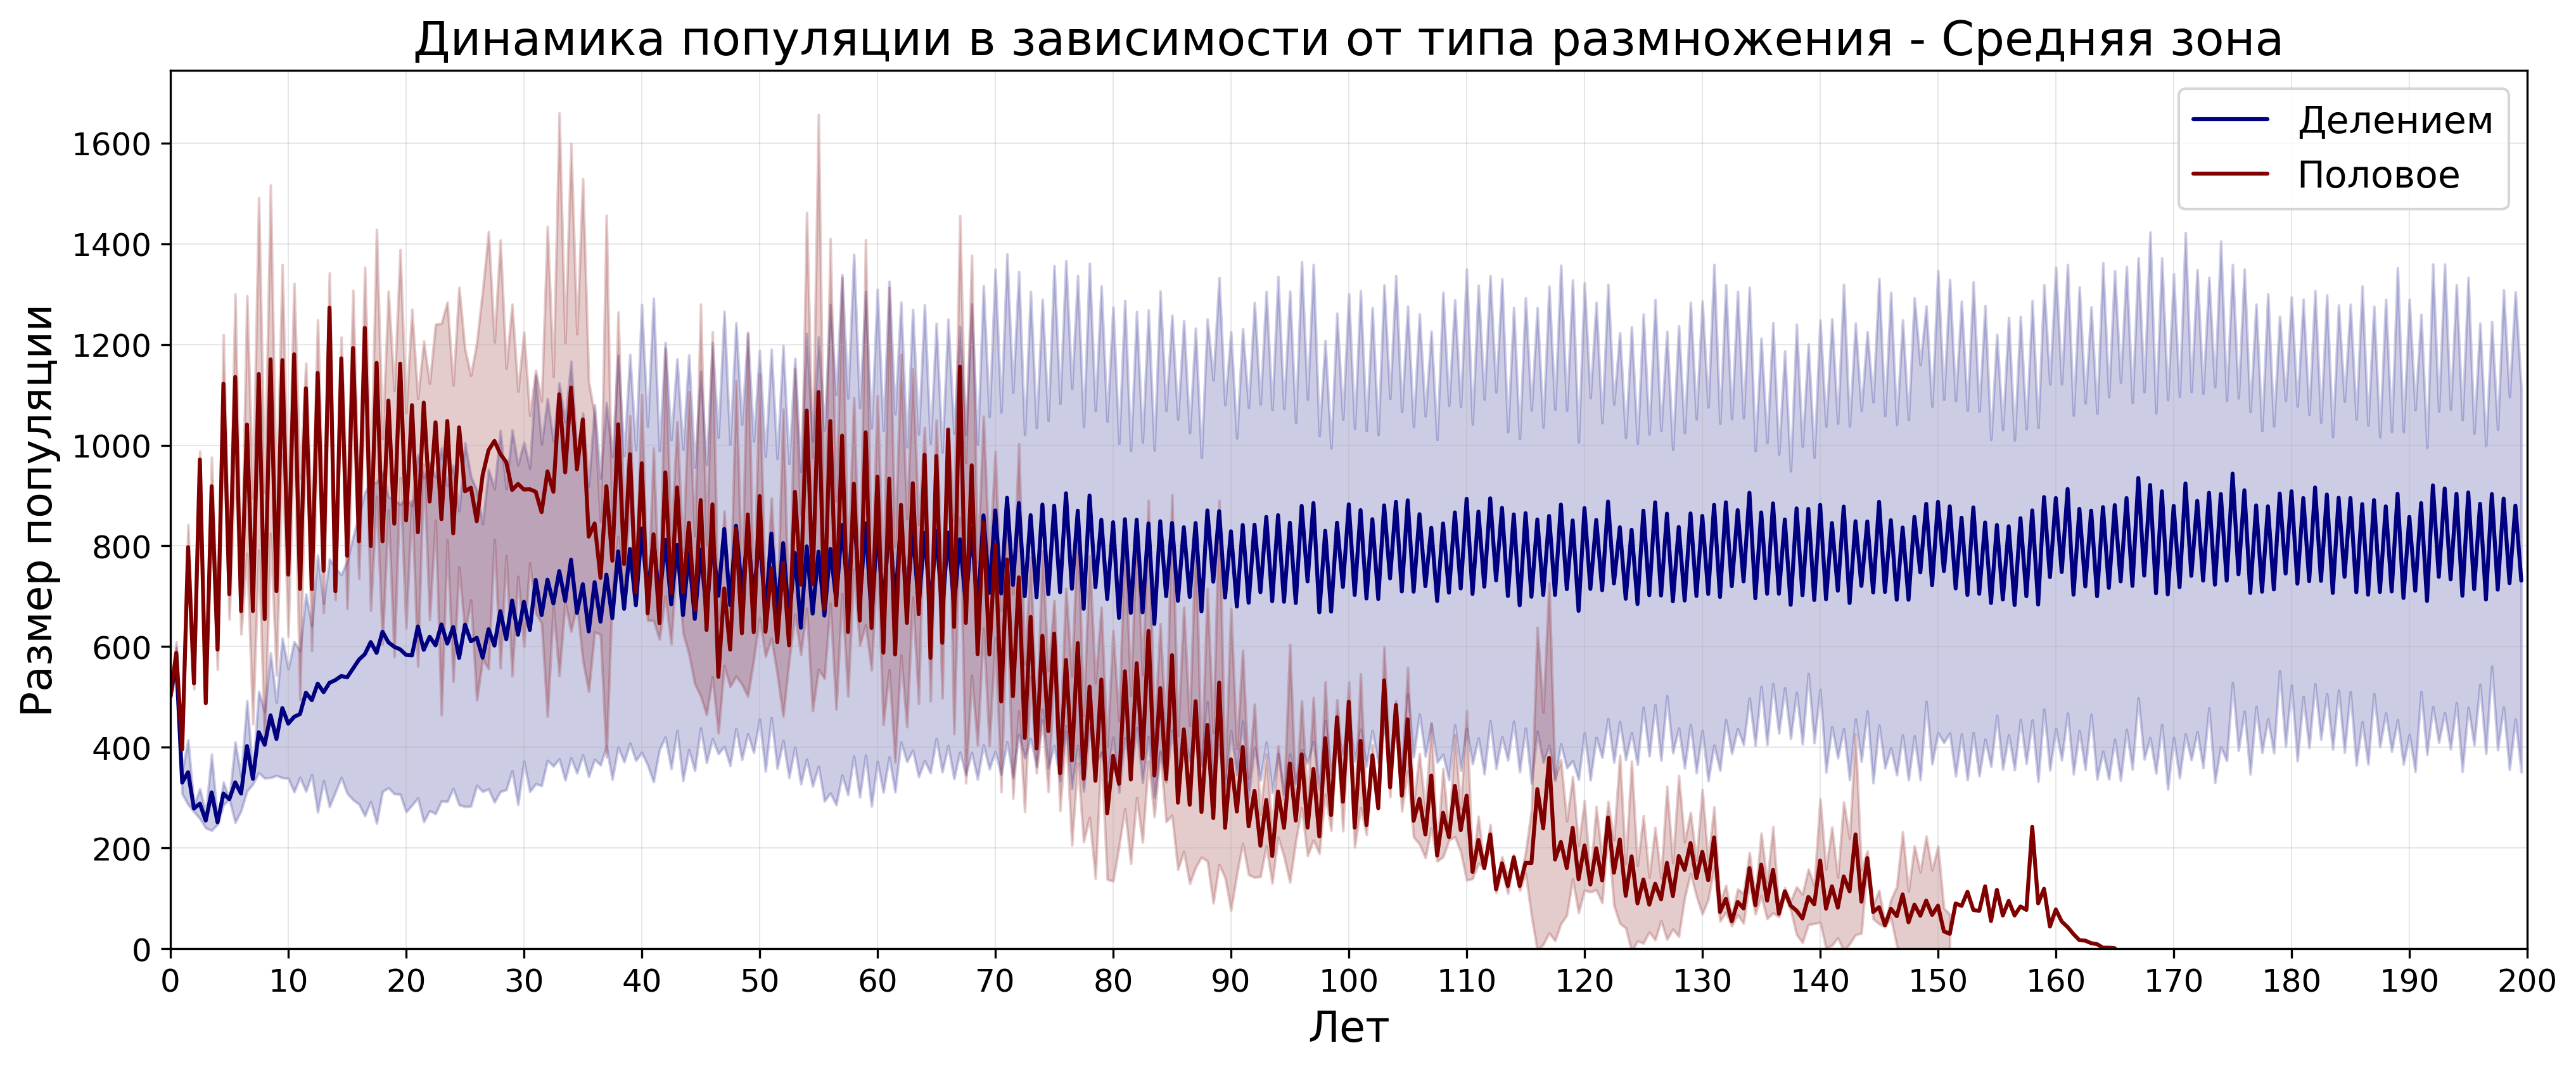 Динамика популяции в зависимости от типа размножения - Средняя зона
Делением
Половое
Размер популяции
1600
1400
1200
1000
800
600
400
200
0
0 10 20 30 40 50 60 70 80 90 100 110 120 130 140 150 160 170 180 190 200
Лет